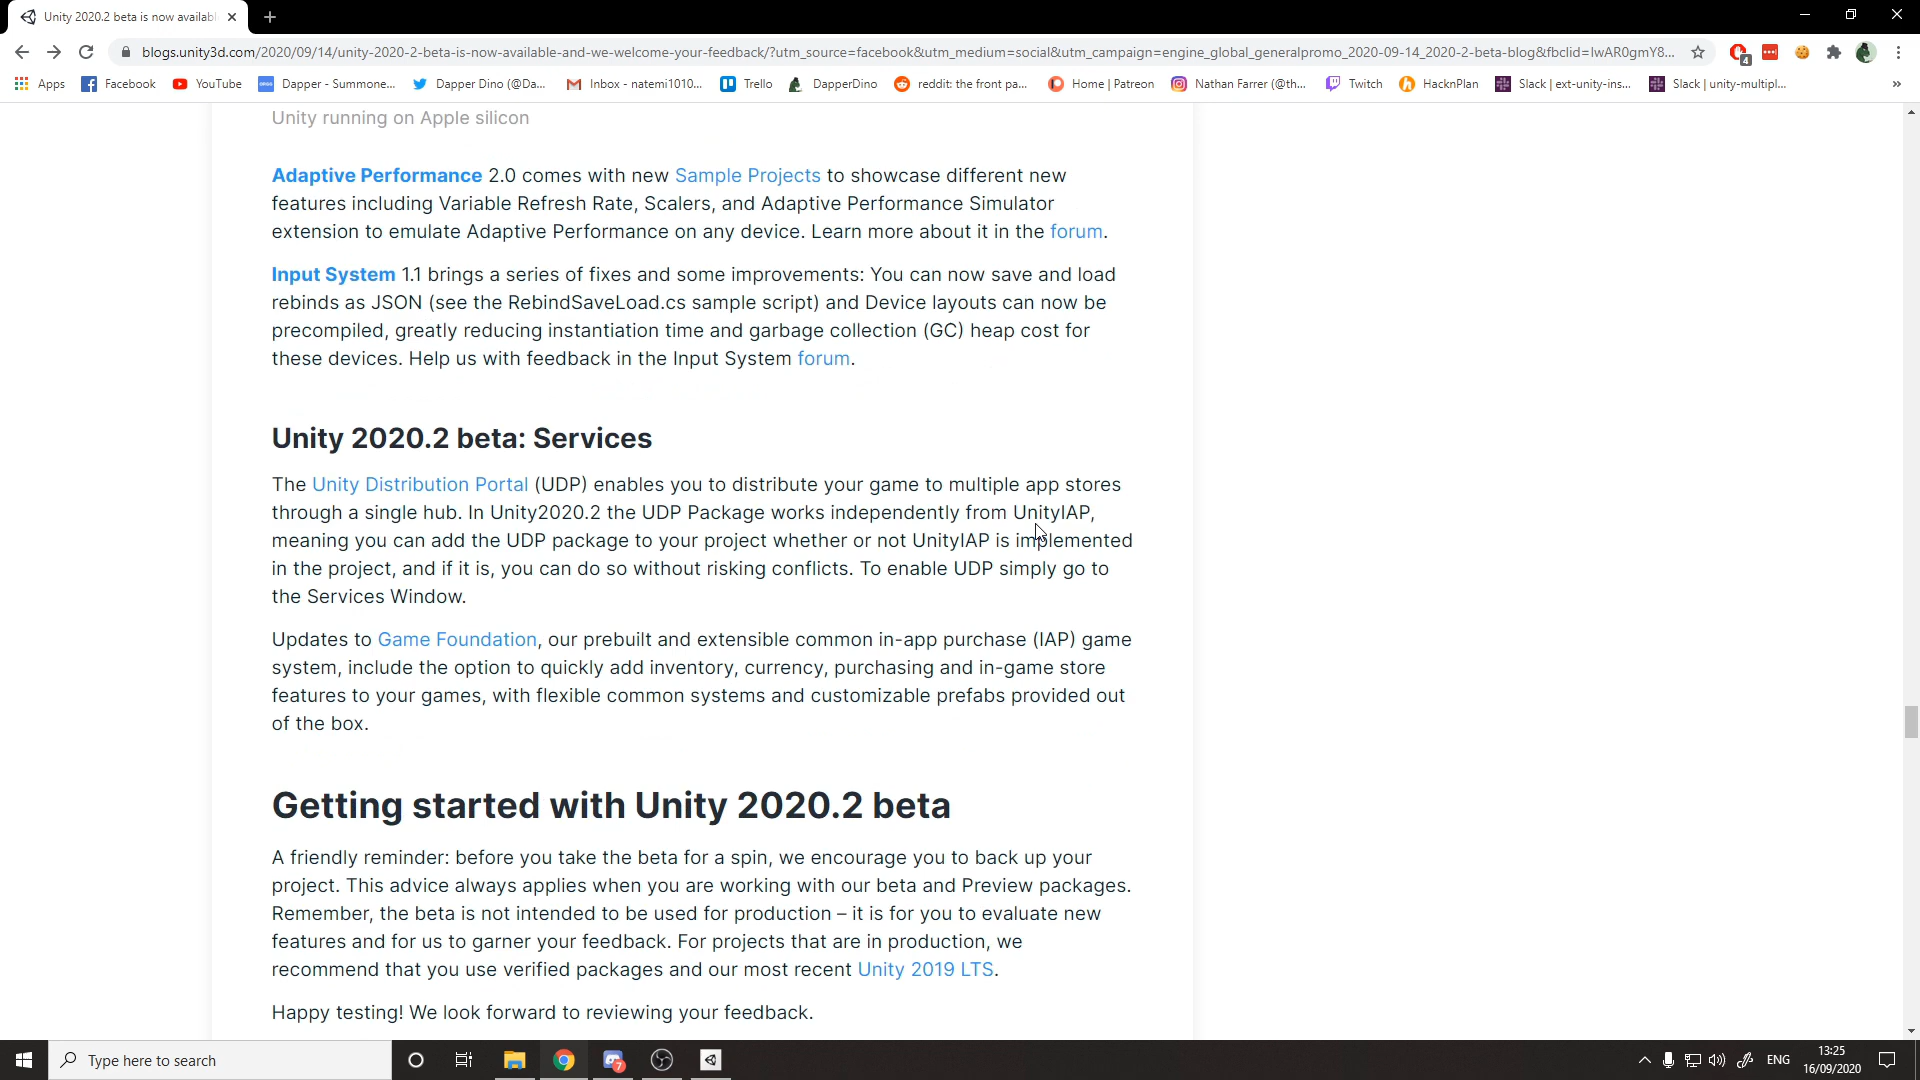 Unity 2020.2 beta is now availabl
blogs.unity3d.com/2020/09/14/unity-2020-2-beta-is-now-available-and-we-welcome-your-feedback/?utm_source=facebook&utm_medium=social&utm_campaign=engine_global_generalpromo_2020-09-14_2020-2-beta-blog&fbclid=IwAR0gmY8...
4
Apps Facebook YouTube Dapper - Summone... Dapper Dino (@Da... Inbox - natemi1010... Trello DapperDino reddit: the front pa... Home | Patreon Nathan Farrer (@th... Twitch HacknPlan Slack | ext-unity-ins... Slack | unity-multipl... »
Unity running on Apple silicon
Adaptive Performance 2.0 comes with new Sample Projects to showcase different new
features including Variable Refresh Rate, Scalers, and Adaptive Performance Simulator
extension to emulate Adaptive Performance on any device. Learn more about it in the forum.
Input System 1.1 brings a series of fixes and some improvements: You can now save and load
rebinds as JSON (see the RebindSaveLoad.cs sample script) and Device layouts can now be
precompiled, greatly reducing instantiation time and garbage collection (GC) heap cost for
these devices. Help us with feedback in the Input System forum.
Unity 2020.2 beta: Services
The Unity Distribution Portal (UDP) enables you to distribute your game to multiple app stores
through a single hub. In Unity2020.2 the UDP Package works independently from UnityIAP,
meaning you can add the UDP package to your project whether or not UnityIAP is implemented
in the project, and if it is, you can do so without risking conflicts. To enable UDP simply go to
the Services Window.
Updates to Game Foundation, our prebuilt and extensible common in-app purchase (IAP) game
system, include the option to quickly add inventory, currency, purchasing and in-game store
features to your games, with flexible common systems and customizable prefabs provided out
of the box.
Getting started with Unity 2020.2 beta
A friendly reminder: before you take the beta for a spin, we encourage you to back up your
project. This advice always applies when you are working with our beta and Preview packages.
Remember, the beta is not intended to be used for production – it is for you to evaluate new
features and for us to garner your feedback. For projects that are in production, we
recommend that you use verified packages and our most recent Unity 2019 LTS.
Happy testing! We look forward to reviewing your feedback.
Type here to search
7
ENG
13:25
16/09/2020